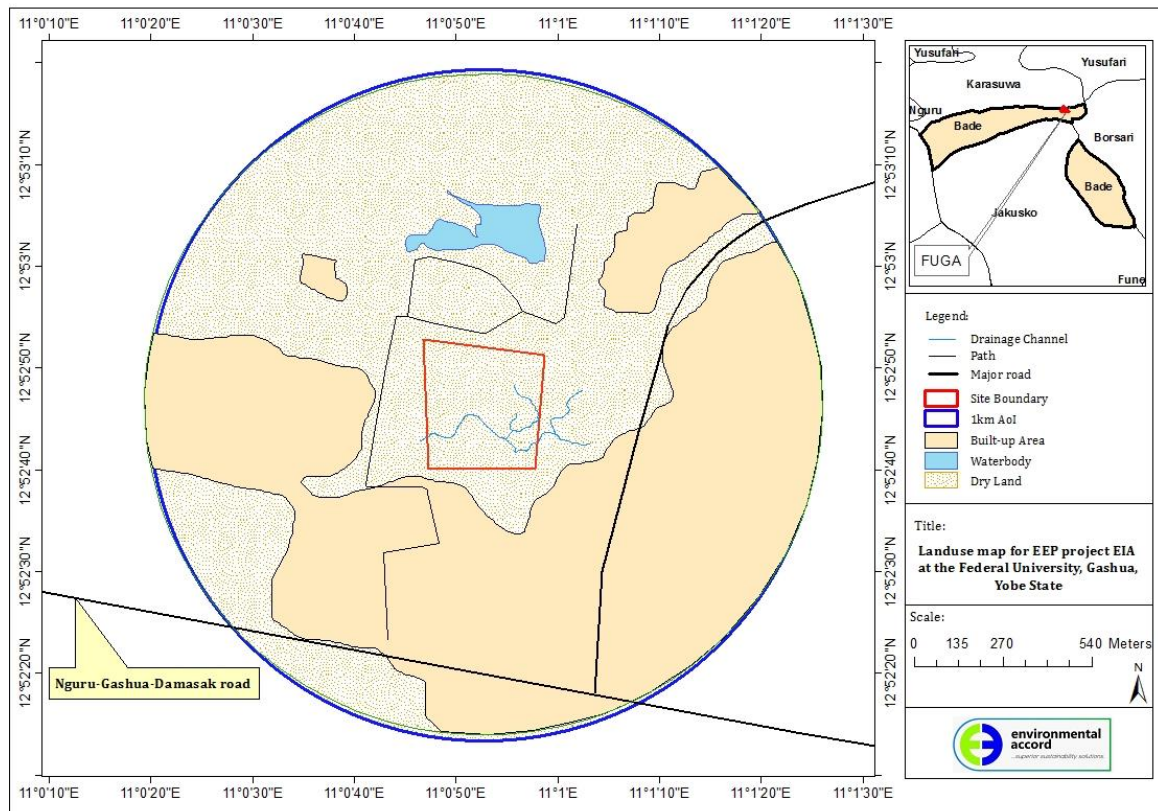 11°0'10"E 11°0'20"E 11°0'30"E 11°0'40"E 11°0'50"E 11°1'E 11°1'10"E 11°1'20"E 11°1'30"E
12°53'10"N
12°53'N
12°52'50"N
12°52'40"N
12°52'30"N
12°52'20"N
Nguru-Gashua-Damasak road
12°53'10"N
12°53'N
12°52'50"N
12°52'40"N
12°52'30"N
12°52'20"N
11°0'10"E 11°0'20"E 11°0'30"E 11°0'40"E 11°0'50"E 11°1'E 11°1'10"E 11°1'20"E 11°1'30"E
Yusufari
Yusufari
Karasuwa
Nguru
Bade
Borsari
Bade
Jakusko
FUGA
Fune
Legend:
Drainage Channel
Path
Major road
Site Boundary
1km AoI
Built-up Area
Waterbody
Dry Land
Title:
Landuse map for EEP project EIA
at the Federal University, Gashua,
Yobe State
Scale:
0 135 270 540 Meters
N
environmental
accord
...superior sustainability solutions